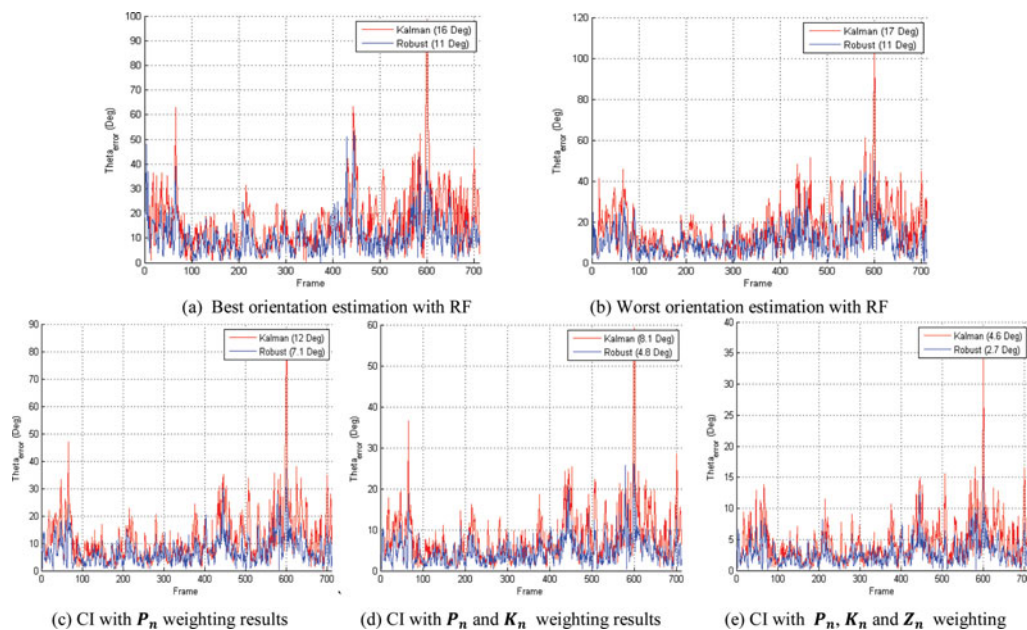 100
90
80
70
60
50
40
30
20
10
0
Theta_error (Deg)
Kalman (16 Deg)
Robust (11 Deg)
0 100 200 300 400 500 600 700
Frame
(a) Best orientation estimation with RF
120
100
80
60
40
20
0
Theta_error (Deg)
Kalman (17 Deg)
Robust (11 Deg)
0 100 200 300 400 500 600 700
Frame
(b) Worst orientation estimation with RF
90
80
70
60
50
40
30
20
10
0
Theta_error (Deg)
Kalman (12 Deg)
Robust (7.1 Deg)
0 100 200 300 400 500 600 700
Frame
(c) CI with P_n weighting results
60
50
40
30
20
10
0
Theta_error (Deg)
Kalman (8.1 Deg)
Robust (4.8 Deg)
0 100 200 300 400 500 600 700
Frame
(d) CI with P_n and K_n weighting results
40
35
30
25
20
15
10
5
0
Theta_error (Deg)
Kalman (4.6 Deg)
Robust (2.7 Deg)
0 100 200 300 400 500 600 700
Frame
(e) CI with P_n, K_n and Z_n weighting